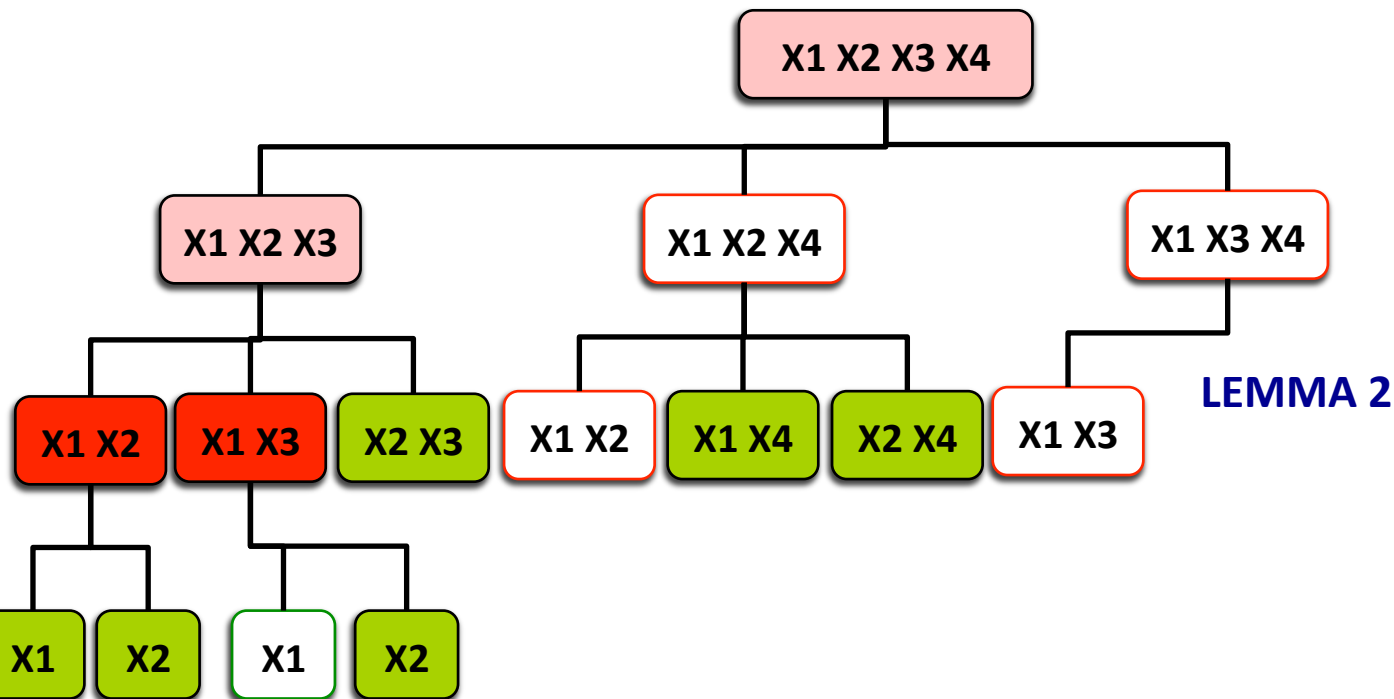 X1 X2 X3 X4
X1 X2 X3
X1 X2 X4
X1 X3 X4
LEMMA 2
X1 X2
X1 X3
X2 X3
X1 X2
X1 X4
X2 X4
X1 X3
X1
X2
X1
X2